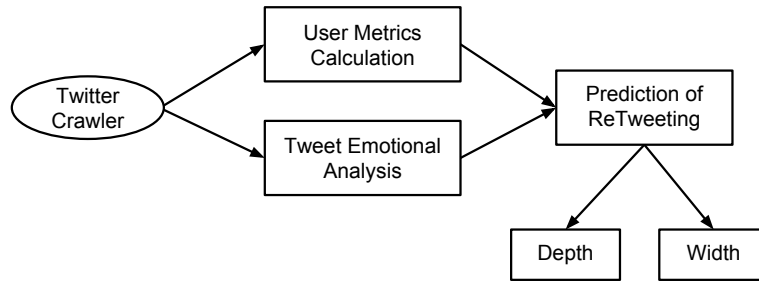 Twitter
Crawler
User Metrics
Calculation
Tweet Emotional
Analysis
Prediction of
ReTweeting
Depth
Width